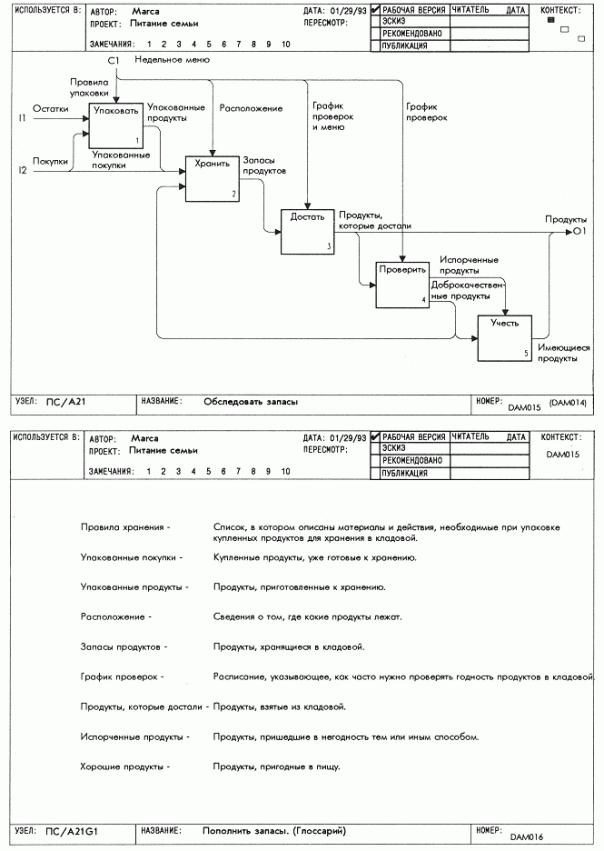 ИСПОЛЬЗУЕТСЯ В: АВТОР: Marca ДАТА: 01/29/93 РАБОЧАЯ ВЕРСИЯ ЧИТАТЕЛЬ ДАТА КОНТЕКСТ:
ПРОЕКТ: Питание семьи ПЕРЕСМОТР: ЭСКИЗ
РЕКОМЕНДОВАНО
ЗАМЕЧАНИЯ: 1 2 3 4 5 6 7 8 9 10 ПУБЛИКАЦИЯ
C1 Недельное меню
Правила
упаковки
I1 Остатки
Упаковать
1
Упакованные
продукты
Расположение
График
проверок
и меню
График
проверок
I2 Покупки
Упакованные
покупки
Хранить
2
Запасы
продуктов
Достать
3
Продукты,
которые достали
Продукты
O1
Проверить
4
Испорченные
продукты
Доброкачествен-
ные продукты
Учесть
5
Имеющиеся
продукты
УЗЕЛ: ПС/A21 НАЗВАНИЕ: Обследовать запасы НОМЕР: DAM015 (DAM014)
ИСПОЛЬЗУЕТСЯ В: АВТОР: Marca ДАТА: 01/29/93 РАБОЧАЯ ВЕРСИЯ ЧИТАТЕЛЬ ДАТА КОНТЕКСТ:
ПРОЕКТ: Питание семьи ПЕРЕСМОТР: ЭСКИЗ
РЕКОМЕНДОВАНО DAM015
ЗАМЕЧАНИЯ: 1 2 3 4 5 6 7 8 9 10 ПУБЛИКАЦИЯ
Правила хранения - Список, в котором описаны материалы и действия, необходимые при упаковке
купленных продуктов для хранения в кладовой.
Упакованные покупки - Купленные продукты, уже готовые к хранению.
Упакованные продукты - Продукты, приготовленные к хранению.
Расположение - Сведения о том, где какие продукты лежат.
Запасы продуктов - Продукты, хранящиеся в кладовой.
График проверок - Расписание, указывающее, как часто нужно проверять годность продуктов в кладовой.
Продукты, которые достали - Продукты, взятые из кладовой.
Испорченные продукты - Продукты, пришедшие в негодность тем или иным способом.
Хорошие продукты - Продукты, пригодные в пищу.
УЗЕЛ: ПС/A21G1 НАЗВАНИЕ: Пополнить запасы. (Глоссарий) НОМЕР: DAM016